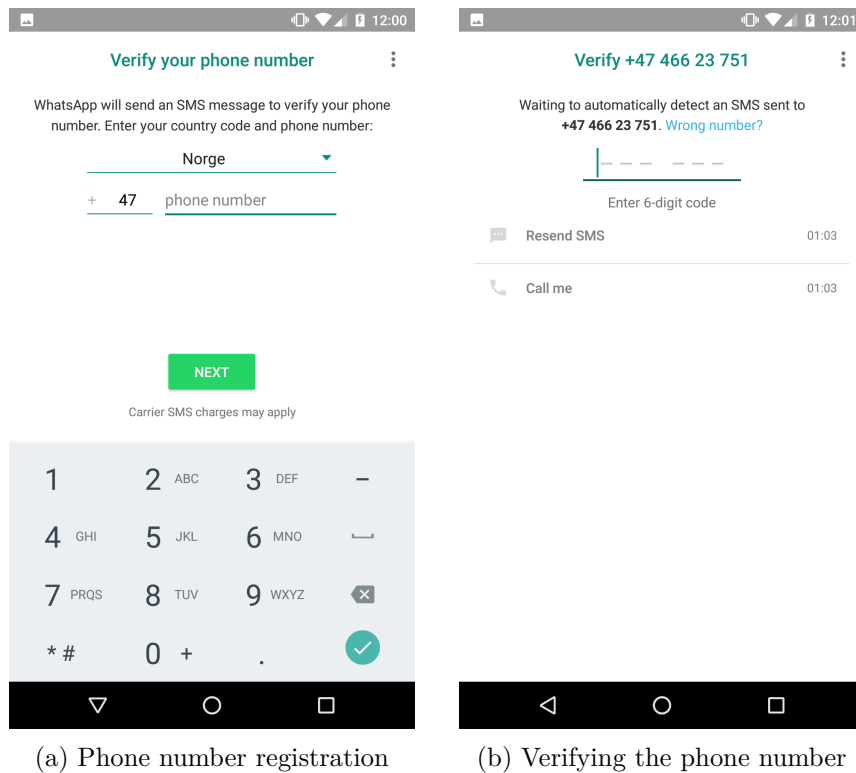 12:00
Verify your phone number
WhatsApp will send an SMS message to verify your phone
number. Enter your country code and phone number:
Norge
+ 47 phone number
NEXT
Carrier SMS charges may apply
1 2 ABC 3 DEF –
4 GHI 5 JKL 6 MNO
7 PRQS 8 TUV 9 WXYZ
* # 0 + .
(a) Phone number registration
12:01
Verify +47 466 23 751
Waiting to automatically detect an SMS sent to
+47 466 23 751. Wrong number?
Enter 6-digit code
Resend SMS 01:03
Call me 01:03
(b) Verifying the phone number